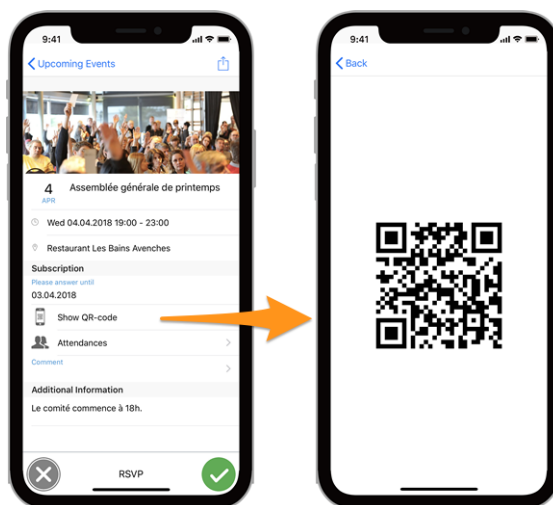 9:41
Upcoming Events
4
APR
Assemblée générale de printemps
Wed 04.04.2018 19:00 - 23:00
Restaurant Les Bains Avenches
Subscription
Please answer until
03.04.2018
Show QR-code
Attendances
Comment
Additional Information
Le comité commence à 18h.
RSVP
9:41
Back